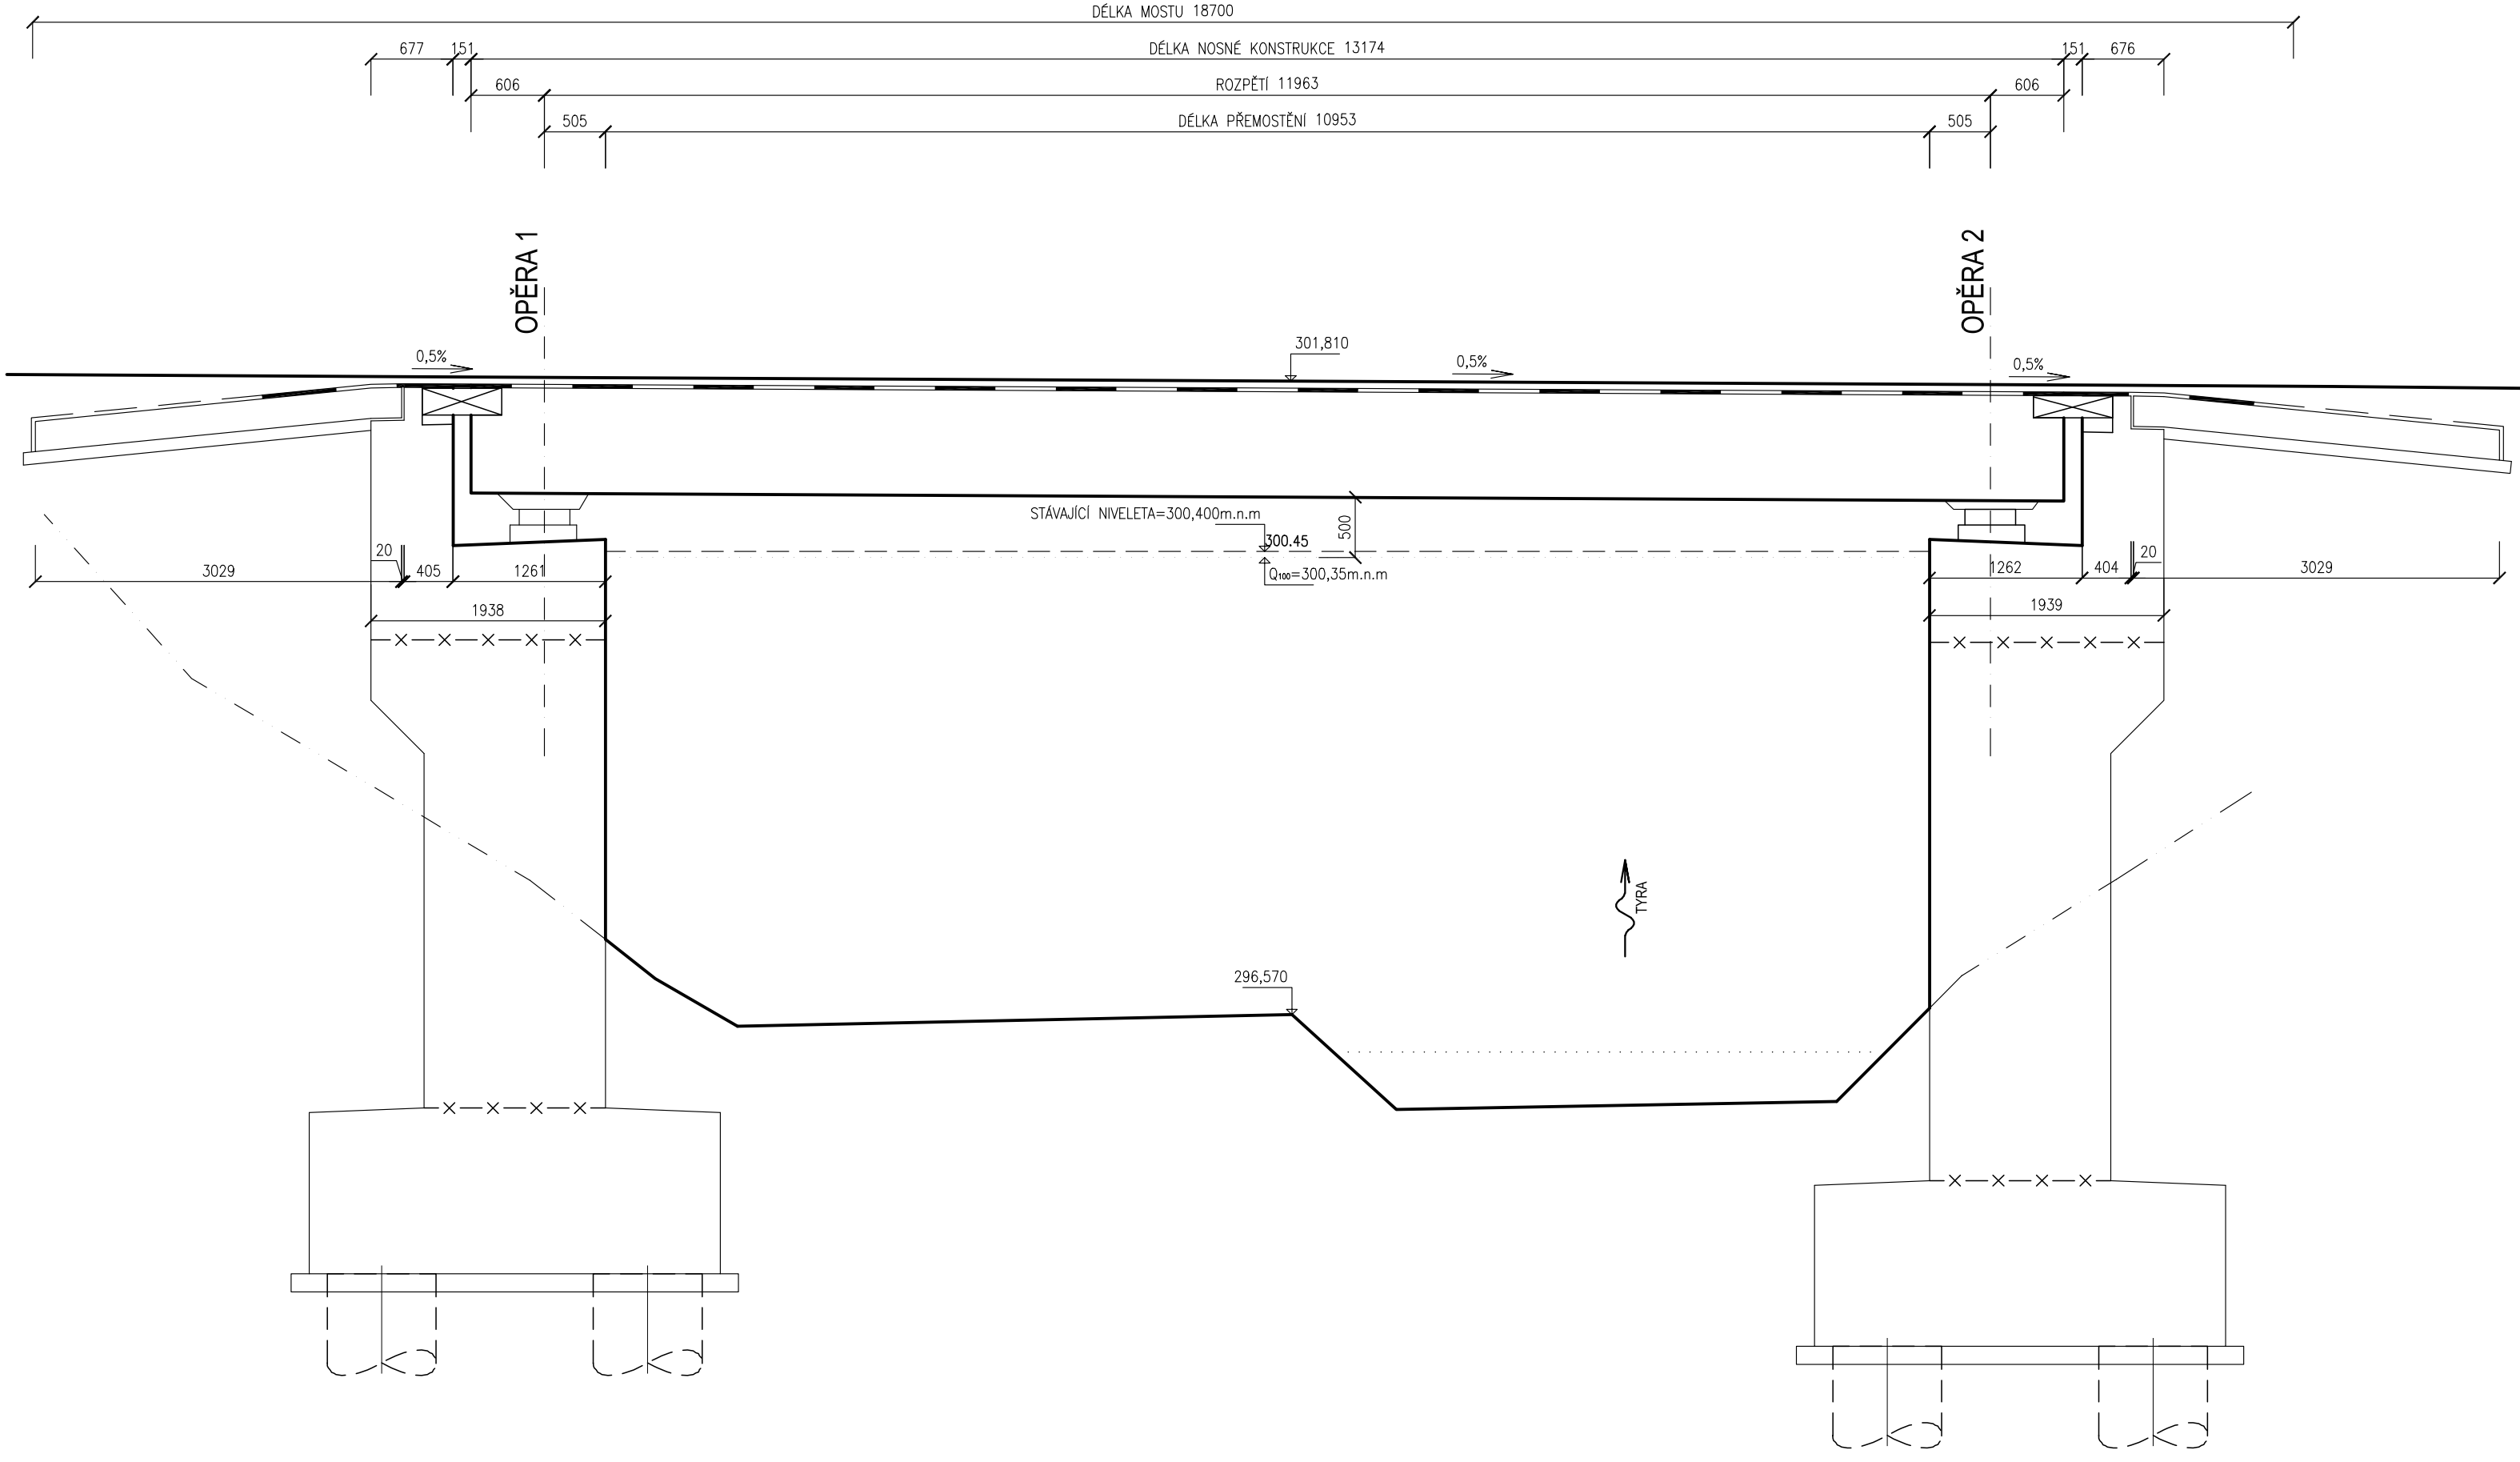 DÉLKA MOSTU 18700
677
151
DÉLKA NOSNÉ KONSTRUKCE 13174
151
676
606
ROZPĚTÍ 11963
606
505
DÉLKA PŘEMOSTĚNÍ 10953
505
OPĚRA 1
OPĚRA 2
301,810
0,5%
0,5%
0,5%
STÁVAJÍCÍ NIVELETA=300,400m.n.m
500
300.45
Q₁₀₀=300,35m.n.m
20
3029
405
1261
1938
20
1262
404
3029
1939
TYRA
296,570